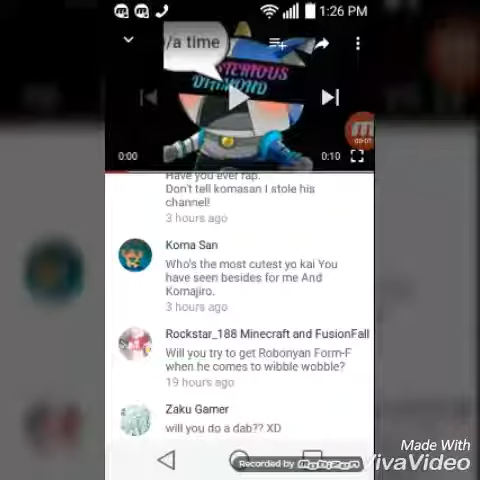 1:26 PM
/a time
STERIOUS
DIAMOND
00:01
0:00
0:10
Have you ever rap.
Don't tell komasan I stole his
channel!
3 hours ago
Koma San
Who's the most cutest yo kai You
have seen besides for me And
Komajiro.
3 hours ago
Rockstar_188 Minecraft and FusionFall
Will you try to get Robonyan Form-F
when he comes to wibble wobble?
19 hours ago
Zaku Gamer
will you do a dab?? XD
Recorded by
Made With
VivaVideo